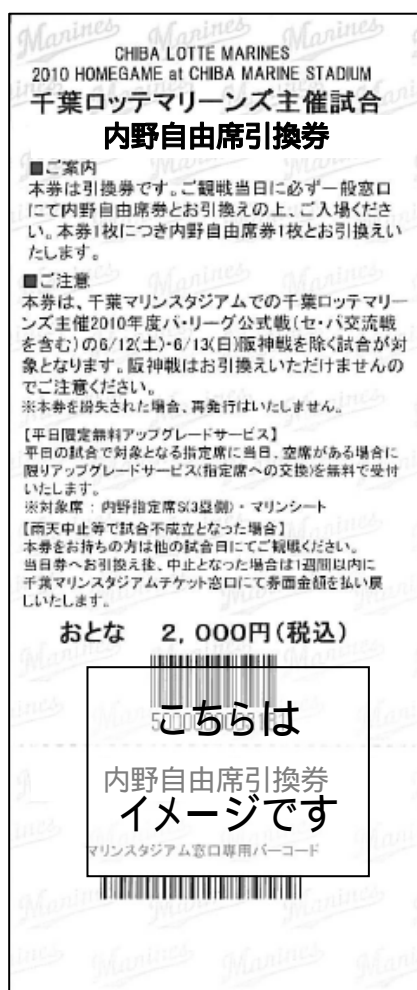 CHIBA LOTTE MARINES
2010 HOMEGAME at CHIBA MARINE STADIUM
千葉ロッテマリーンズ主催試合
内野自由席引換券
■ご案内
本券は引換券です。ご観戦当日に必ず一般窓口
にて内野自由席券とお引換えの上、ご入場くださ
い。本券1枚につき内野自由席券1枚とお引換えい
たします。
■ご注意
本券は、千葉マリンスタジアムでの千葉ロッテマリー
ンズ主催2010年度パ・リーグ公式戦(セ・パ交流戦
を含む)の6/12(土)・6/13(日)阪神戦を除く試合が対
象となります。阪神戦はお引換えいただけませんの
でご注意ください。
※本券を紛失された場合、再発行はいたしません。
【平日限定無料アップグレードサービス】
平日の試合で対象となる指定席に当日、空席がある場合に
限りアップグレードサービス(指定席への交換)を無料で受付
いたします。
※対象席：内野指定席S(3塁側)・マリンシート
【雨天中止等で試合不成立となった場合】
本券をお持ちの方は他の試合日にてご観戦ください。
当日券へお引換え後、中止となった場合は1週間以内に
千葉マリンスタジアムチケット窓口にて券面金額を払い戻
しいたします。
おとな 2,000円(税込)
こちらは
内野自由席引換券
イメージです
マリンスタジアム窓口専用バーコード
Marines